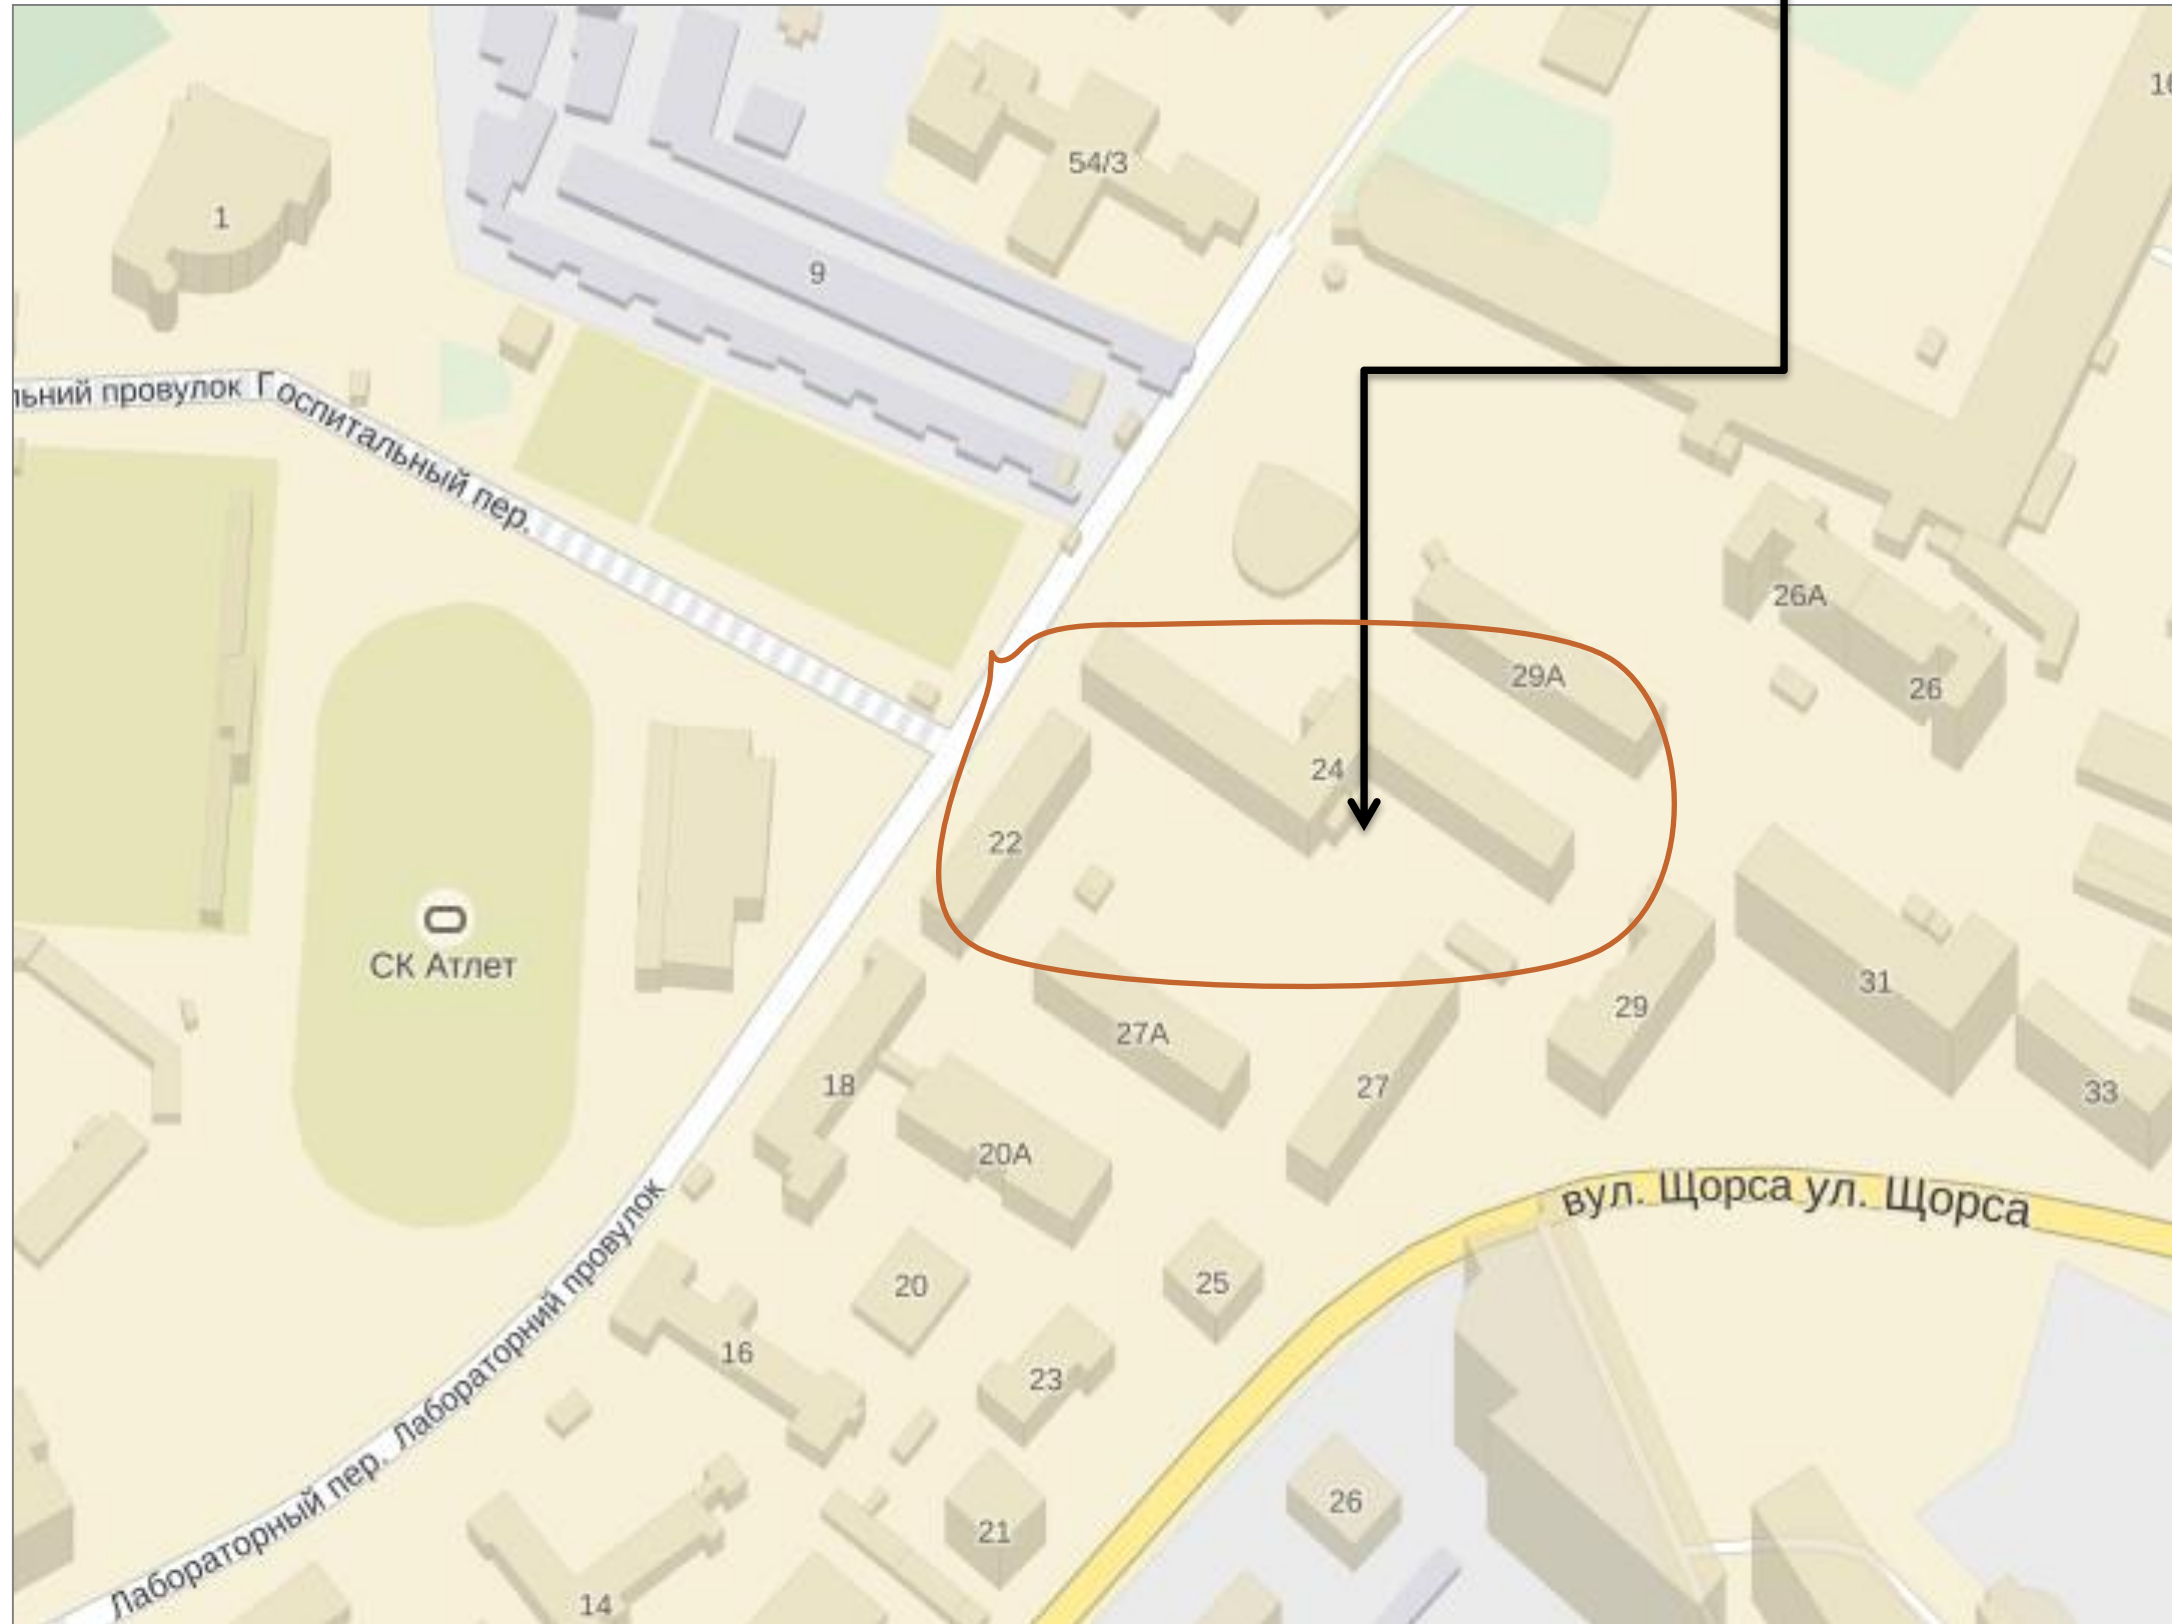 16
54/3
1
9
льний провулок Госпитальный пер.
26А
29А
26
24
22
СК Атлет
31
29
27А
18
27
33
20А
вул. Щорса ул. Щорса
20
25
16
23
26
21
Лабораторный пер. Лабораторний провулок
14